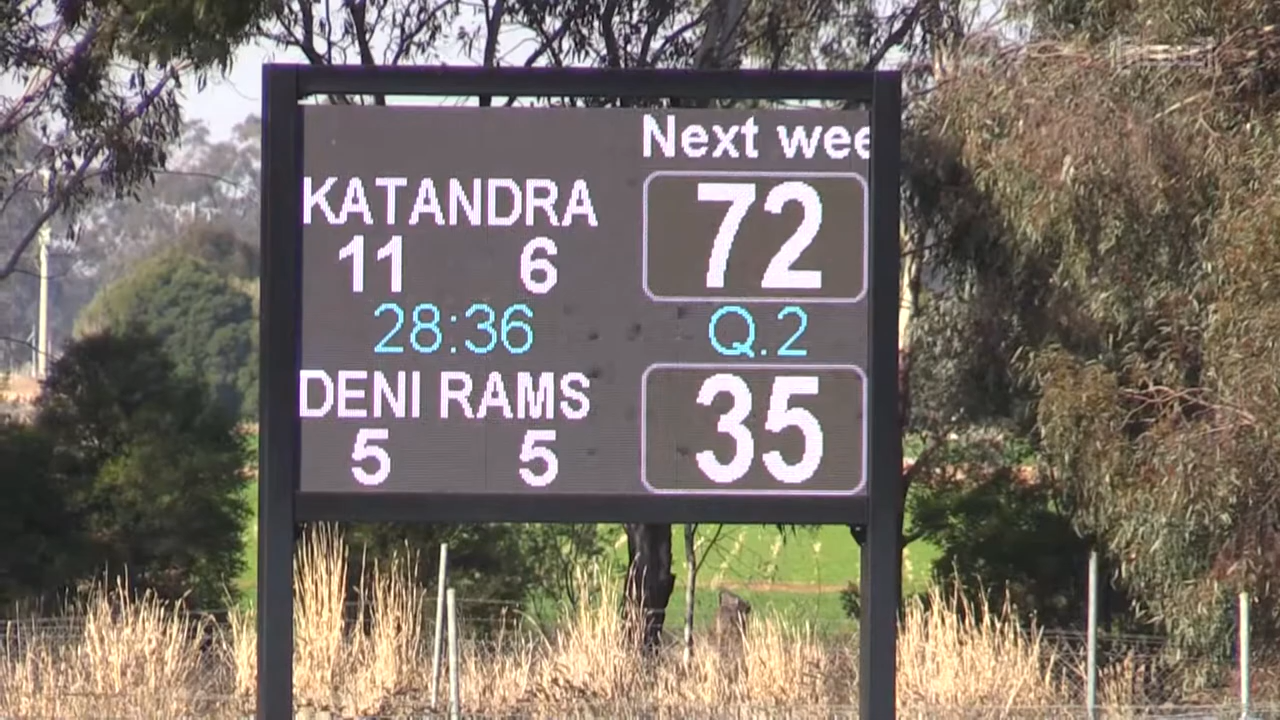 Next wee
KATANDRA
11 6 72
28:36 Q.2
DENI RAMS
5 5 35